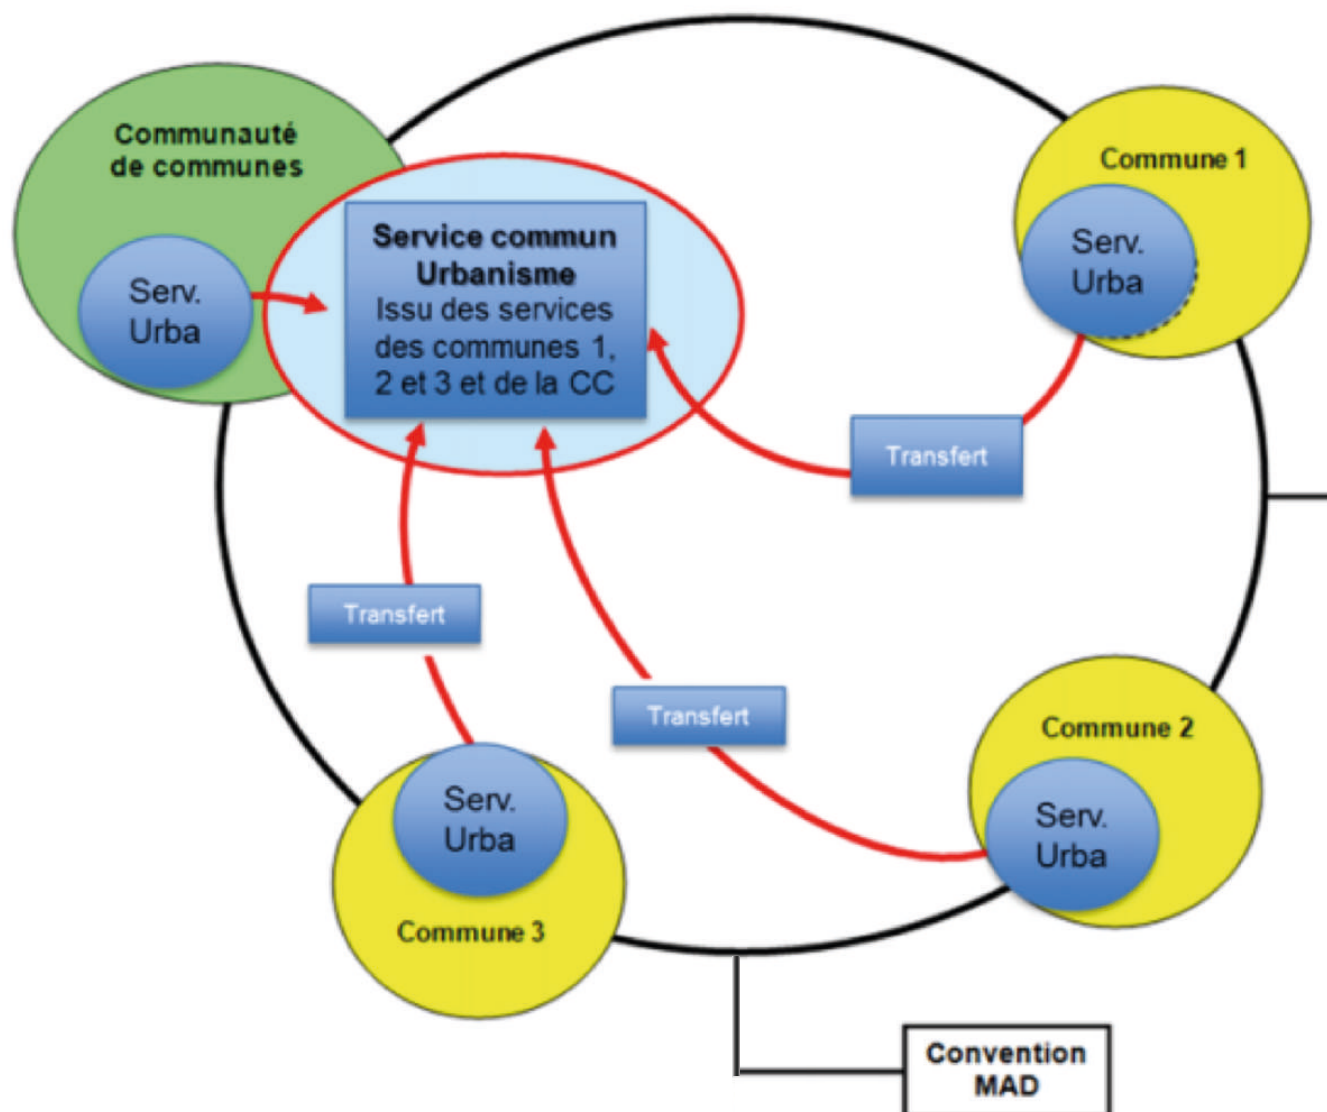 Communauté
de communes
Serv.
Urba
Service commun
Urbanisme
Issu des services
des communes 1,
2 et 3 et de la CC
Commune 1
Serv.
Urba
Transfert
Transfert
Transfert
Commune 2
Serv.
Urba
Serv.
Urba
Commune 3
Convention
MAD